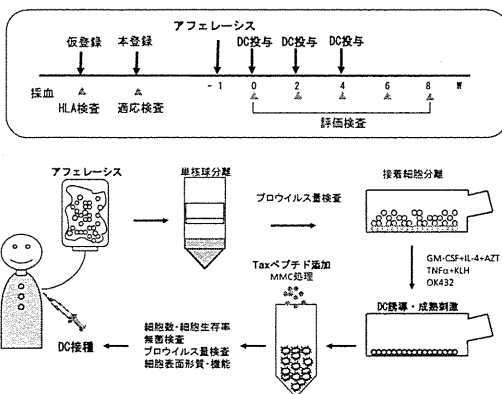 アフェレーシス
仮登録 本登録 DC投与 DC投与 DC投与
-1 0 2 4 6 8 W
採血
HLA検査 適応検査 評価検査
アフェレーシス
単核球分離
接着細胞分離
プロウイルス量検査
GM-CSF+IL-4+AZT
TNFα+KLH
OK432
DC誘導・成熟刺激
Taxペプチド添加
MMC処理
細胞数・細胞生存率
無菌検査
プロウイルス量検査
細胞表面形質・機能
DC接種